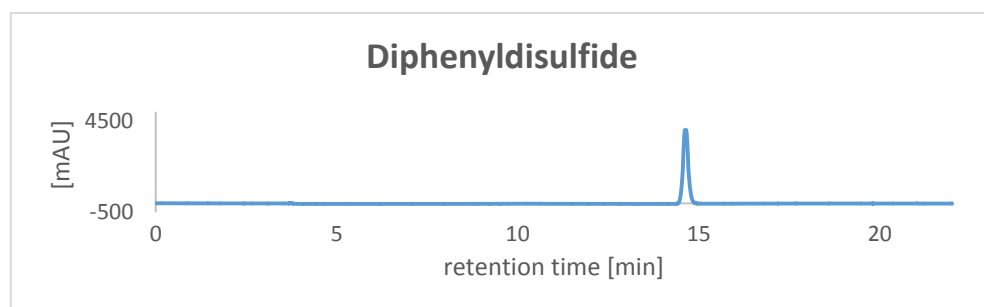 Diphenyldisulfide
4500
[mAU]
-500
0 5 10 15 20
retention time [min]